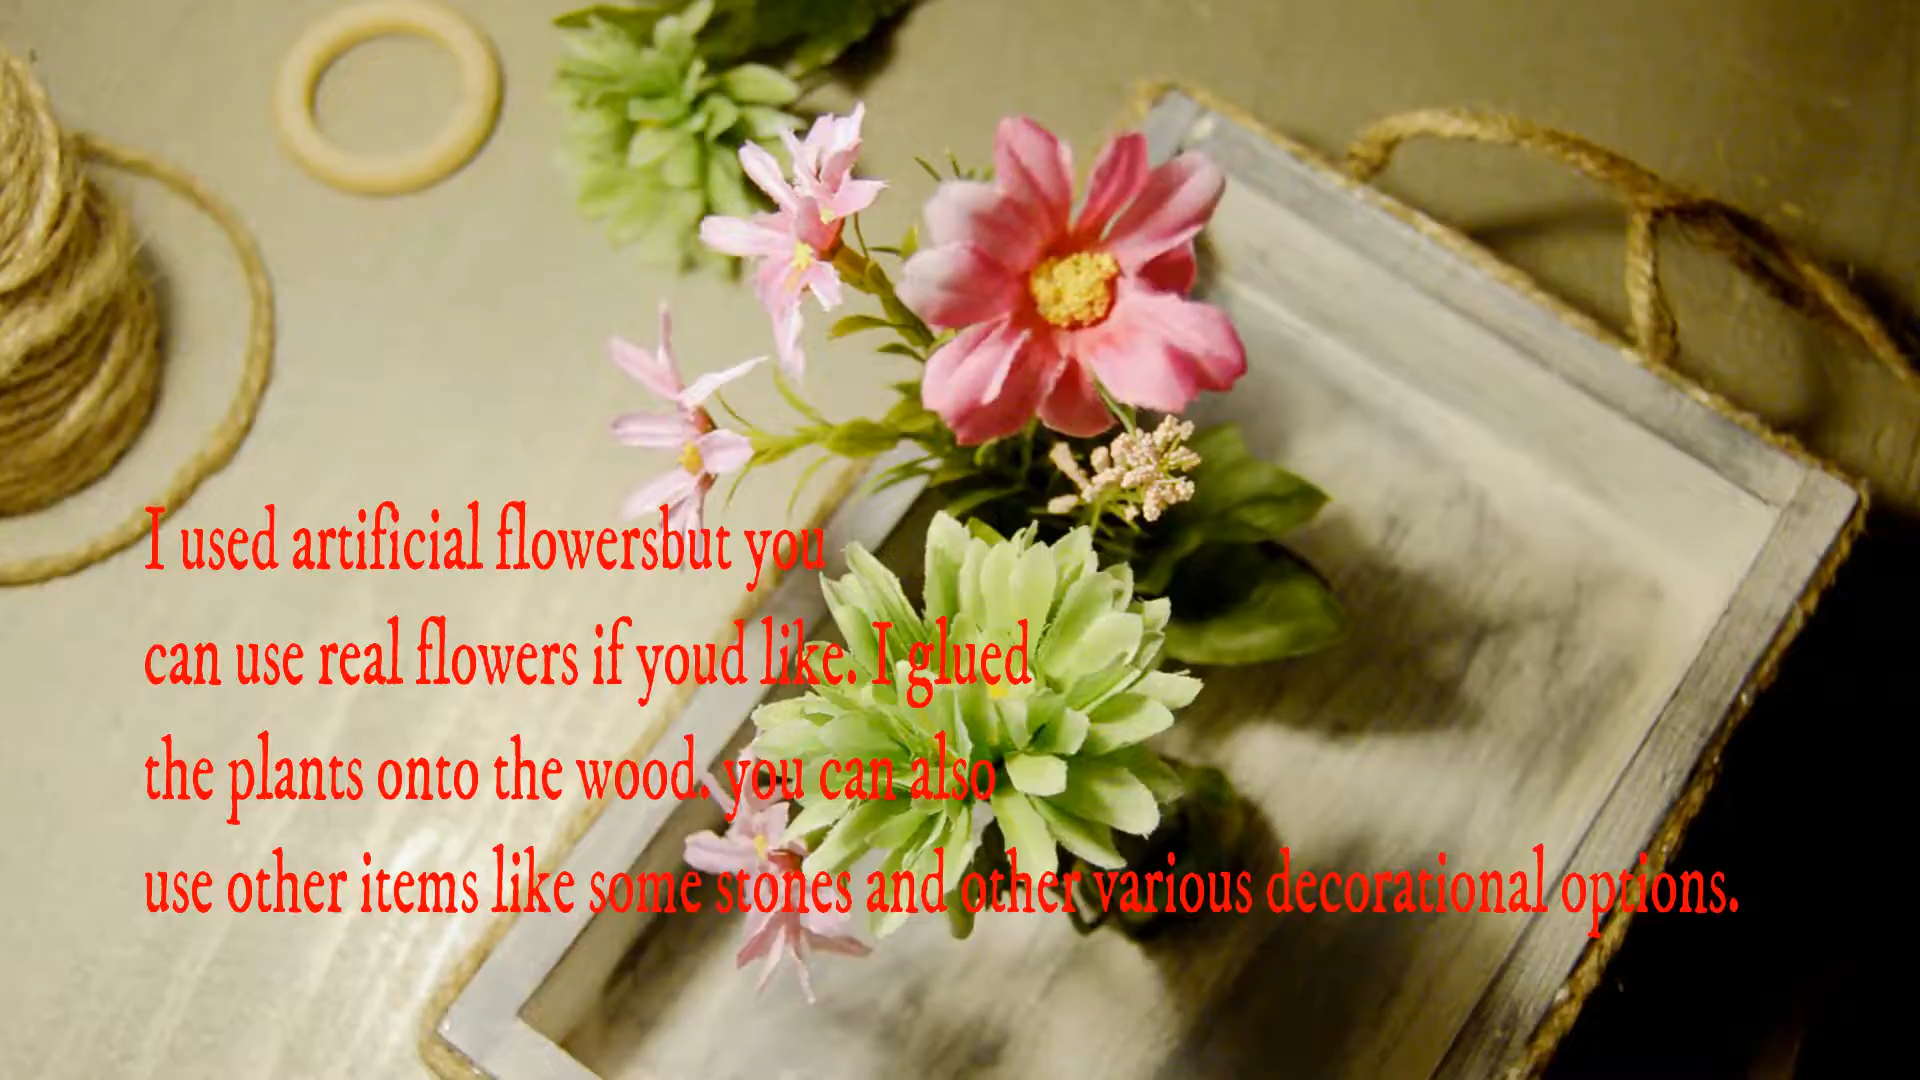 I used artificial flowersbut you
can use real flowers if youd like. I glued
the plants onto the wood. you can also
use other items like some stones and other various decorational options.